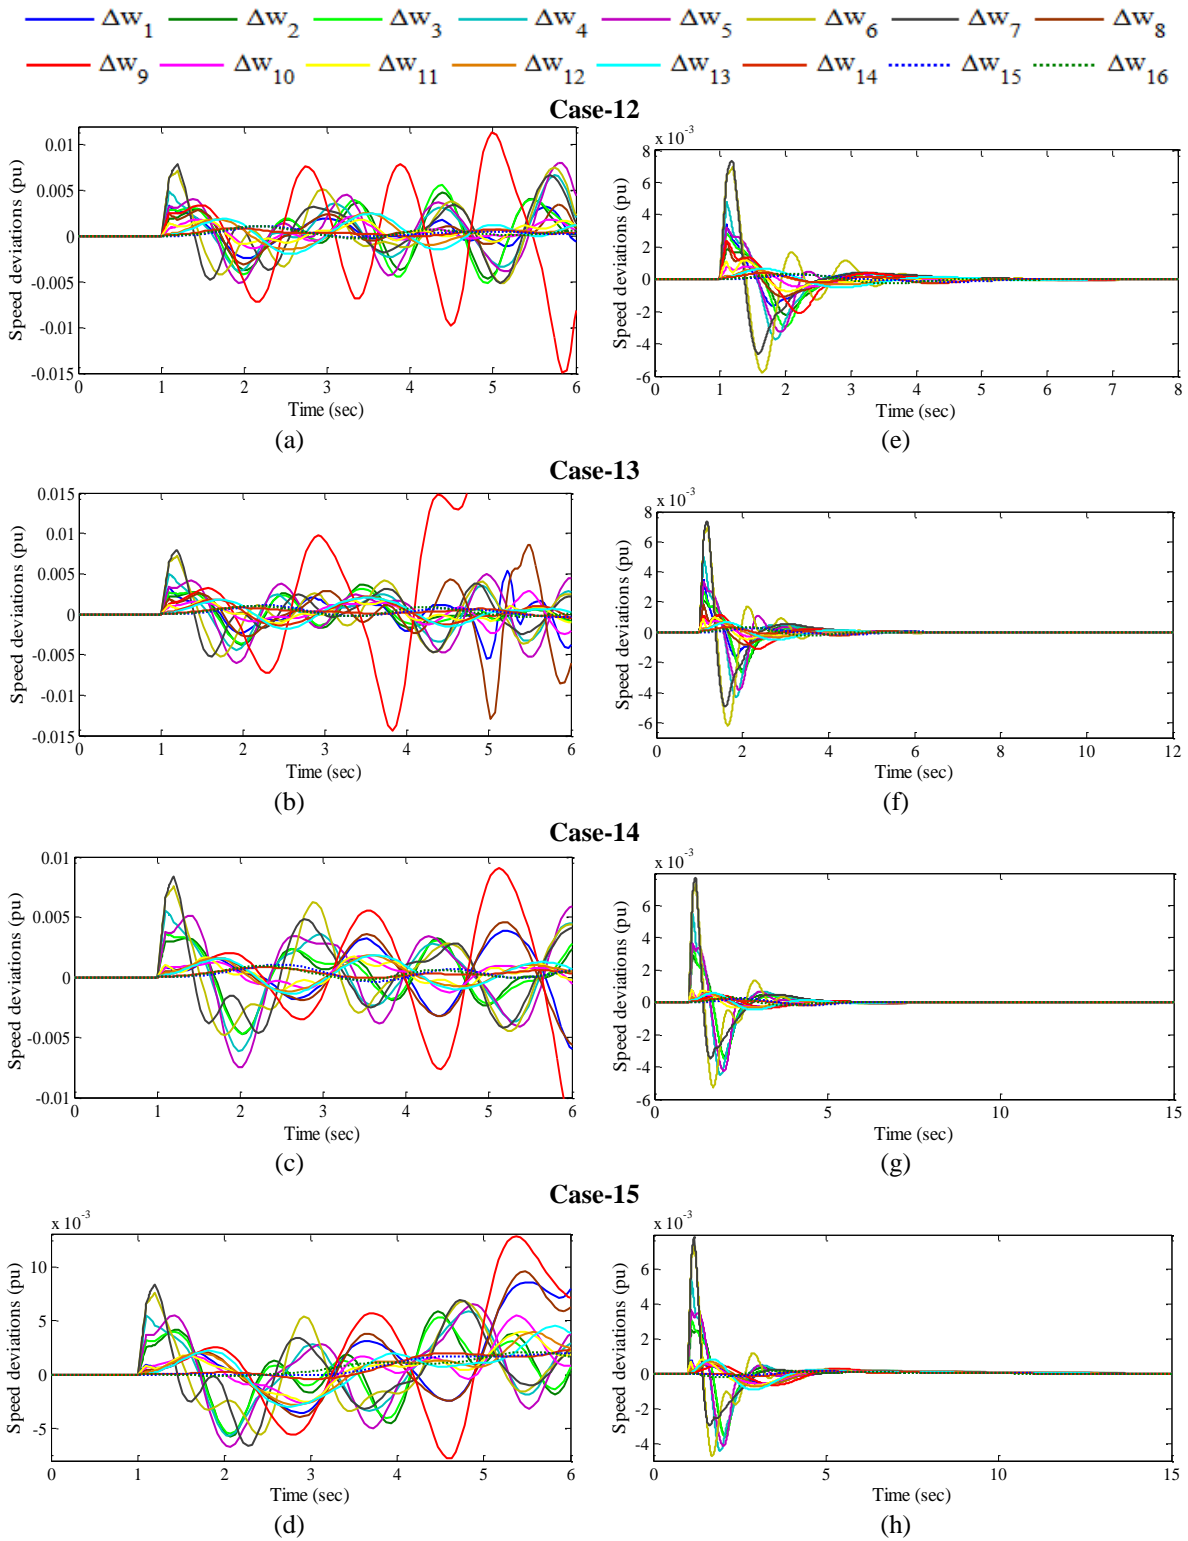 Δw1 Δw2 Δw3 Δw4 Δw5 Δw6 Δw7 Δw8
Δw9 Δw10 Δw11 Δw12 Δw13 Δw14 Δw15 Δw16
Case-12
Speed deviations (pu)
0.01
0.005
0
-0.005
-0.01
-0.015
0 1 2 3 4 5 6
Time (sec)
(a)
x 10-3
Speed deviations (pu)
8
6
4
2
0
-2
-4
-6
0 1 2 3 4 5 6 7 8
Time (sec)
(e)
Case-13
Speed deviations (pu)
0.015
0.01
0.005
0
-0.005
-0.01
-0.015
0 1 2 3 4 5 6
Time (sec)
(b)
x 10-3
Speed deviations (pu)
8
6
4
2
0
-2
-4
-6
0 2 4 6 8 10 12
Time (sec)
(f)
Case-14
Speed deviations (pu)
0.01
0.005
0
-0.005
-0.01
0 1 2 3 4 5 6
Time (sec)
(c)
x 10-3
Speed deviations (pu)
8
6
4
2
0
-2
-4
-6
0 5 10 15
Time (sec)
(g)
Case-15
x 10-3
Speed deviations (pu)
10
5
0
-5
0 1 2 3 4 5 6
Time (sec)
(d)
x 10-3
Speed deviations (pu)
8
6
4
2
0
-2
-4
0 5 10 15
Time (sec)
(h)